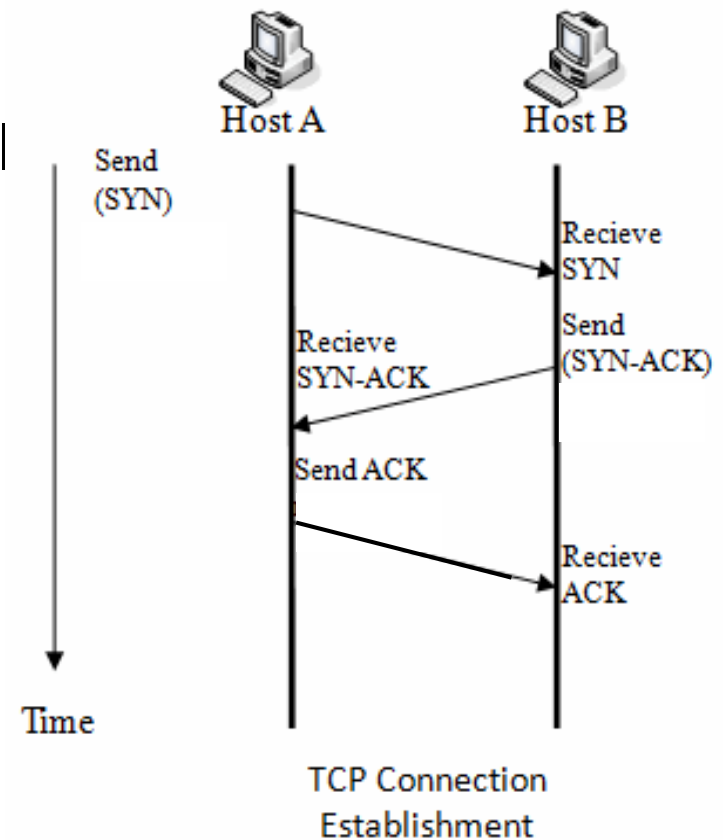 Host A
Host B
Send
(SYN)
Recieve
SYN
Send
(SYN-ACK)
Recieve
SYN-ACK
Send ACK
Recieve
ACK
Time
TCP Connection
Establishment